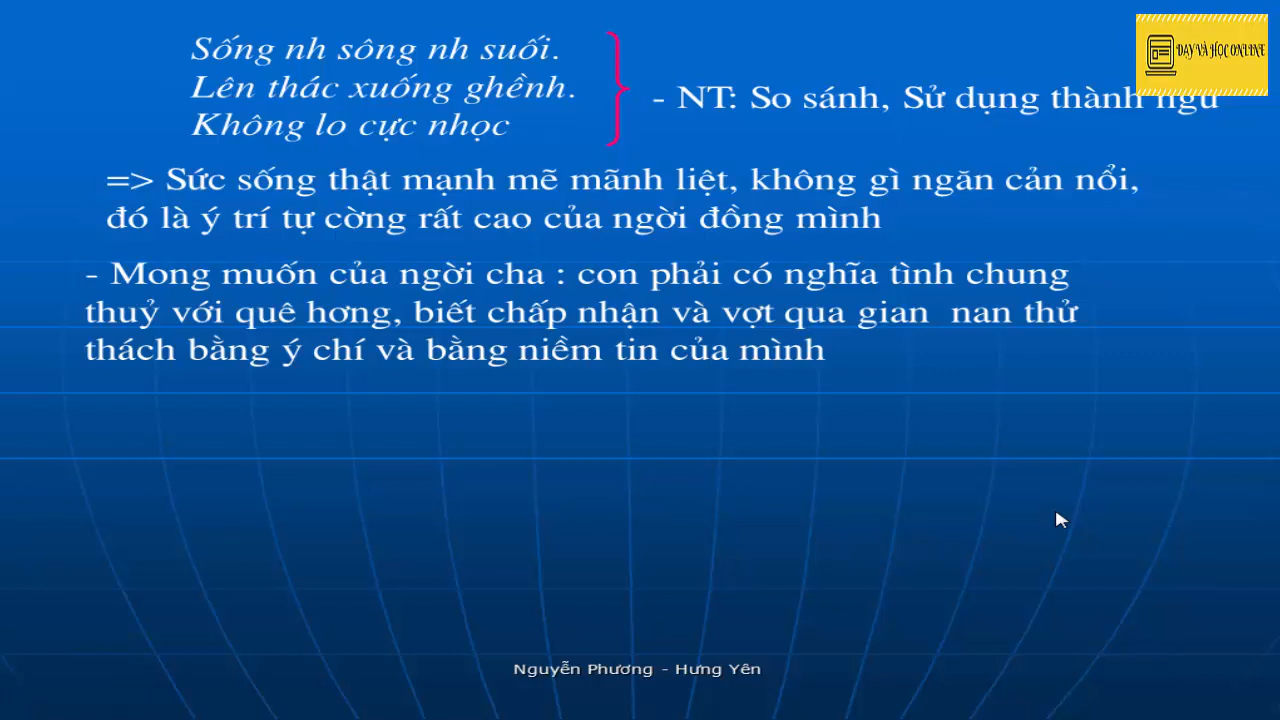 Sống nh sông nh suối.
Lên thác xuống ghềnh.
Không lo cực nhọc
- NT: So sánh, Sử dụng thành ngữ
DẠY VÀ HỌC ONLINE
=> Sức sống thật mạnh mẽ mãnh liệt, không gì ngăn cản nổi,
đó là ý trí tự cờng rất cao của ngời đồng mình
- Mong muốn của ngời cha : con phải có nghĩa tình chung
thuỷ với quê hơng, biết chấp nhận và vợt qua gian nan thử
thách bằng ý chí và bằng niềm tin của mình
Nguyễn Phương - Hưng Yên